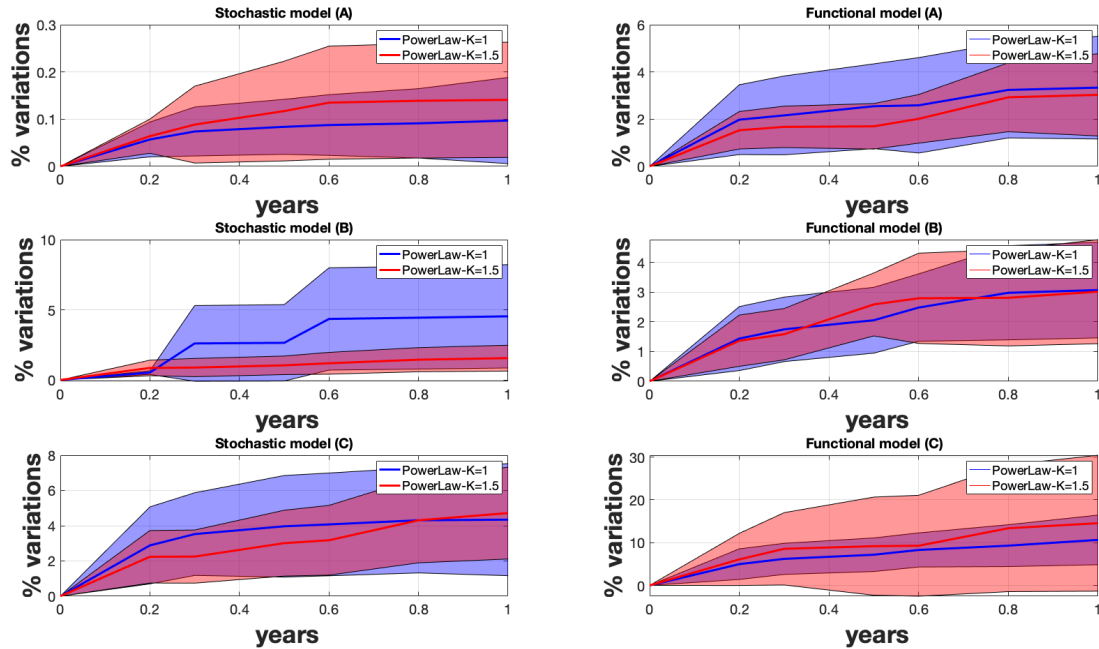 Stochastic model (A)
0.3
0.2
0.1
0
% variations
PowerLaw-K=1
PowerLaw-K=1.5
0 0.2 0.4 0.6 0.8 1
years
Functional model (A)
6
4
2
0
% variations
PowerLaw-K=1
PowerLaw-K=1.5
0 0.2 0.4 0.6 0.8 1
years
Stochastic model (B)
10
5
0
% variations
PowerLaw-K=1
PowerLaw-K=1.5
0 0.2 0.4 0.6 0.8 1
years
Functional model (B)
4
3
2
1
0
% variations
PowerLaw-K=1
PowerLaw-K=1.5
0 0.2 0.4 0.6 0.8 1
years
Stochastic model (C)
8
6
4
2
0
% variations
PowerLaw-K=1
PowerLaw-K=1.5
0 0.2 0.4 0.6 0.8 1
years
Functional model (C)
30
20
10
0
% variations
PowerLaw-K=1
PowerLaw-K=1.5
0 0.2 0.4 0.6 0.8 1
years